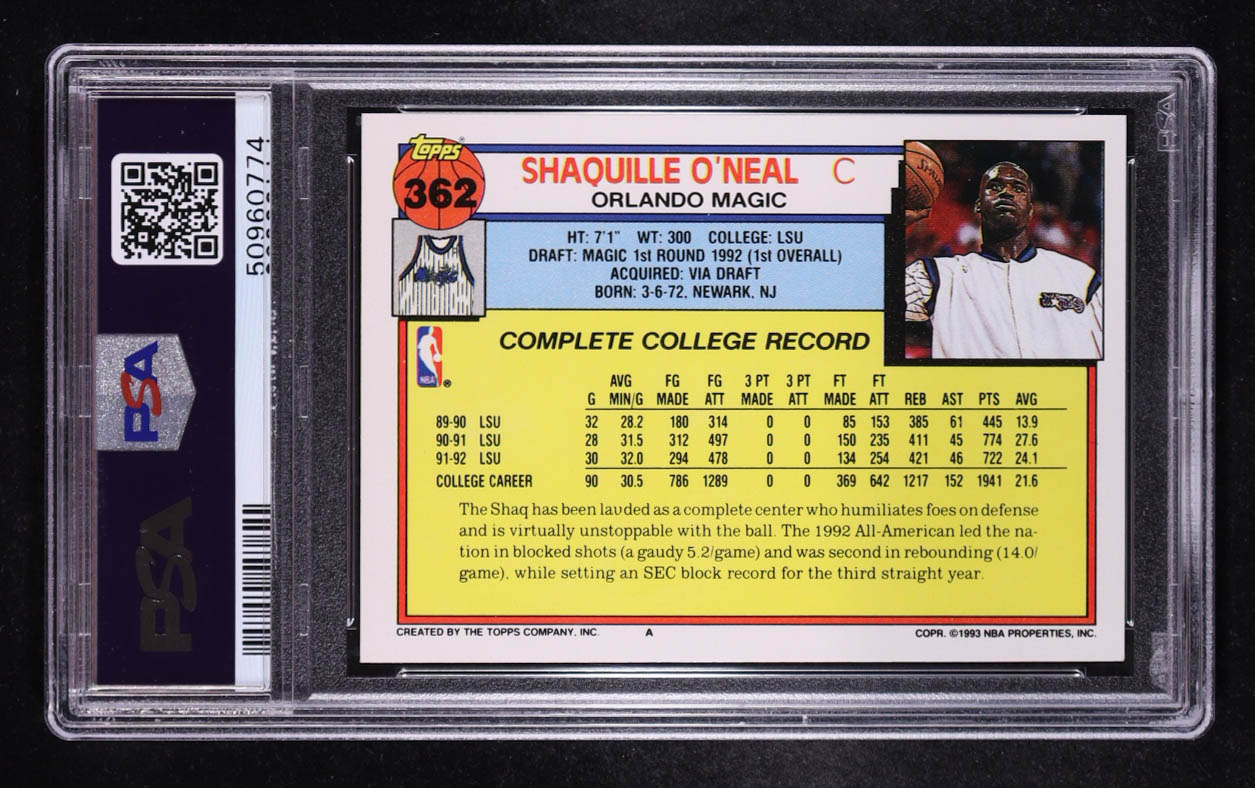 50960774
PSA
PSA
PSA
Topps
362
SHAQUILLE O'NEAL C
ORLANDO MAGIC
HT: 7'1" WT: 300 COLLEGE: LSU
DRAFT: MAGIC 1st ROUND 1992 (1st OVERALL)
ACQUIRED: VIA DRAFT
BORN: 3-6-72, NEWARK, NJ
NBA ®
COMPLETE COLLEGE RECORD
AVG FG FG 3 PT 3 PT FT FT
G MIN/G MADE ATT MADE ATT MADE ATT REB AST PTS AVG
89-90 LSU 32 28.2 180 314 0 0 85 153 385 61 445 13.9
90-91 LSU 28 31.5 312 497 0 0 150 235 411 45 774 27.6
91-92 LSU 30 32.0 294 478 0 0 134 254 421 46 722 24.1
COLLEGE CAREER 90 30.5 786 1289 0 0 369 642 1217 152 1941 21.6
The Shaq has been lauded as a complete center who humiliates foes on defense
and is virtually unstoppable with the ball. The 1992 All-American led the na-
tion in blocked shots (a gaudy 5.2/game) and was second in rebounding (14.0/
game), while setting an SEC block record for the third straight year.
CREATED BY THE TOPPS COMPANY, INC. A COPR. ©1993 NBA PROPERTIES, INC.